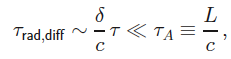 τ_rad,diff ∼ δ/c τ ≪ τ_A ≡ L/c ,